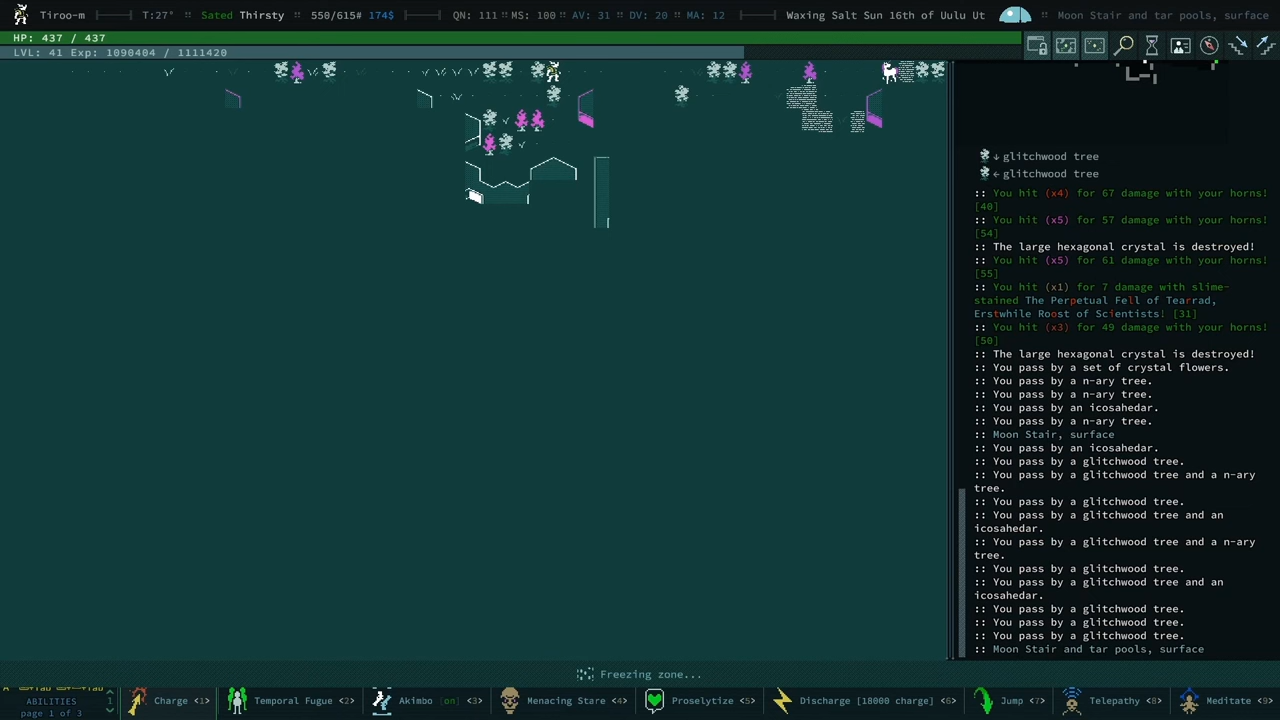 Tiroo-m T:27° Sated Thirsty 550/615# 174$ QN: 111 MS: 100 AV: 31 DV: 20 MA: 12 Waxing Salt Sun 16th of Uulu Ut :: Moon Stair and tar pools, surface
HP: 437 / 437
LVL: 41 Exp: 1090404 / 1111420
glitchwood tree
glitchwood tree
:: You hit (x4) for 67 damage with your horns!
[40]
:: You hit (x5) for 57 damage with your horns!
[54]
:: The large hexagonal crystal is destroyed!
:: You hit (x5) for 61 damage with your horns!
[55]
:: You hit (x1) for 7 damage with slime-
stained The Perpetual Fell of Tearrad,
Erstwhile Roost of Scientists! [31]
:: You hit (x3) for 49 damage with your horns!
[50]
:: The large hexagonal crystal is destroyed!
:: You pass by a set of crystal flowers.
:: You pass by a n-ary tree.
:: You pass by a n-ary tree.
:: You pass by an icosahedar.
:: You pass by a n-ary tree.
:: Moon Stair, surface
:: You pass by an icosahedar.
:: You pass by a glitchwood tree.
:: You pass by a glitchwood tree and a n-ary
tree.
:: You pass by a glitchwood tree.
:: You pass by a glitchwood tree and an
icosahedar.
:: You pass by a glitchwood tree and a n-ary
tree.
:: You pass by a glitchwood tree.
:: You pass by a glitchwood tree and an
icosahedar.
:: You pass by a glitchwood tree.
:: You pass by a glitchwood tree.
:: You pass by a glitchwood tree.
:: Moon Stair and tar pools, surface
Freezing zone...
ABILITIES 1
page 1 of 3
Charge <1> Temporal Fugue <2> Akimbo [on] <3> Menacing Stare <4> Proselytize <5> Discharge [18000 charge] <6> Jump <7> Telepathy <8> Meditate <9>